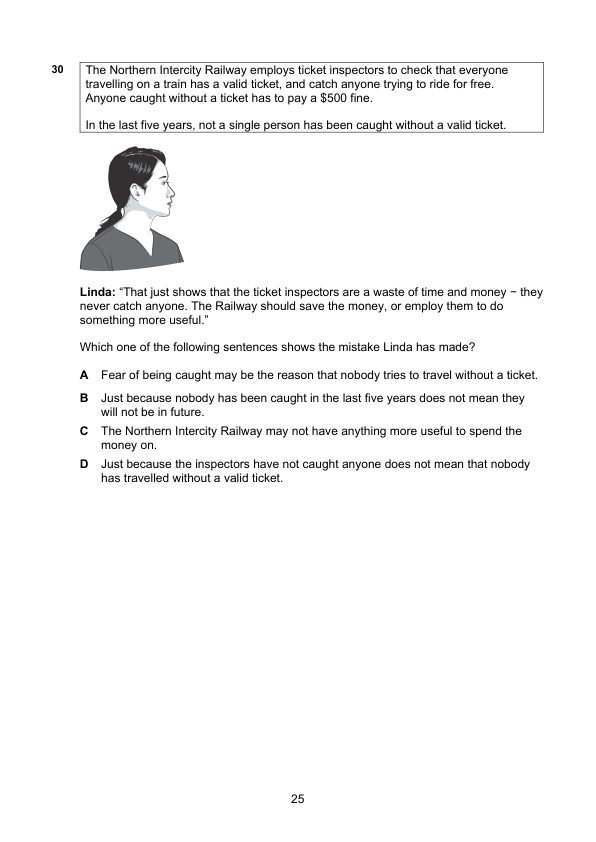 30
The Northern Intercity Railway employs ticket inspectors to check that everyone
travelling on a train has a valid ticket, and catch anyone trying to ride for free.
Anyone caught without a ticket has to pay a $500 fine.
In the last five years, not a single person has been caught without a valid ticket.
Linda: “That just shows that the ticket inspectors are a waste of time and money − they
never catch anyone. The Railway should save the money, or employ them to do
something more useful.”
Which one of the following sentences shows the mistake Linda has made?
A Fear of being caught may be the reason that nobody tries to travel without a ticket.
B Just because nobody has been caught in the last five years does not mean they
will not be in future.
C The Northern Intercity Railway may not have anything more useful to spend the
money on.
D Just because the inspectors have not caught anyone does not mean that nobody
has travelled without a valid ticket.
25